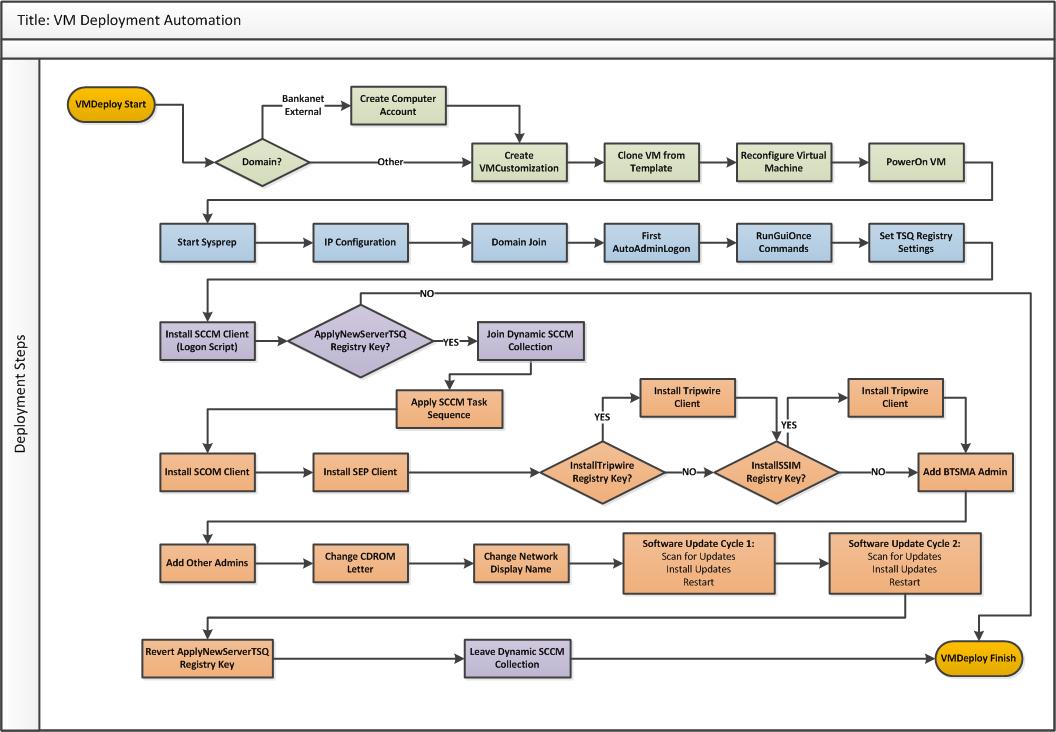 Title: VM Deployment Automation
Deployment Steps
VMDeploy Start
Bankanet
External
Create Computer
Account
Domain?
Other
Create
VMCustomization
Clone VM from
Template
Reconfigure Virtual
Machine
PowerOn VM
Start Sysprep
IP Configuration
Domain Join
First
AutoAdminLogon
RunGuiOnce
Commands
Set TSQ Registry
Settings
NO
Install SCCM Client
(Logon Script)
ApplyNewServerTSQ
Registry Key?
YES
Join Dynamic SCCM
Collection
Apply SCCM Task
Sequence
Install Tripwire
Client
Install Tripwire
Client
YES
YES
Install SCOM Client
Install SEP Client
InstallTripwire
Registry Key?
NO
InstallSSIM
Registry Key?
NO
Add BTSMA Admin
Add Other Admins
Change CDROM
Letter
Change Network
Display Name
Software Update Cycle 1:
Scan for Updates
Install Updates
Restart
Software Update Cycle 2:
Scan for Updates
Install Updates
Restart
Revert ApplyNewServerTSQ
Registry Key
Leave Dynamic SCCM
Collection
VMDeploy Finish